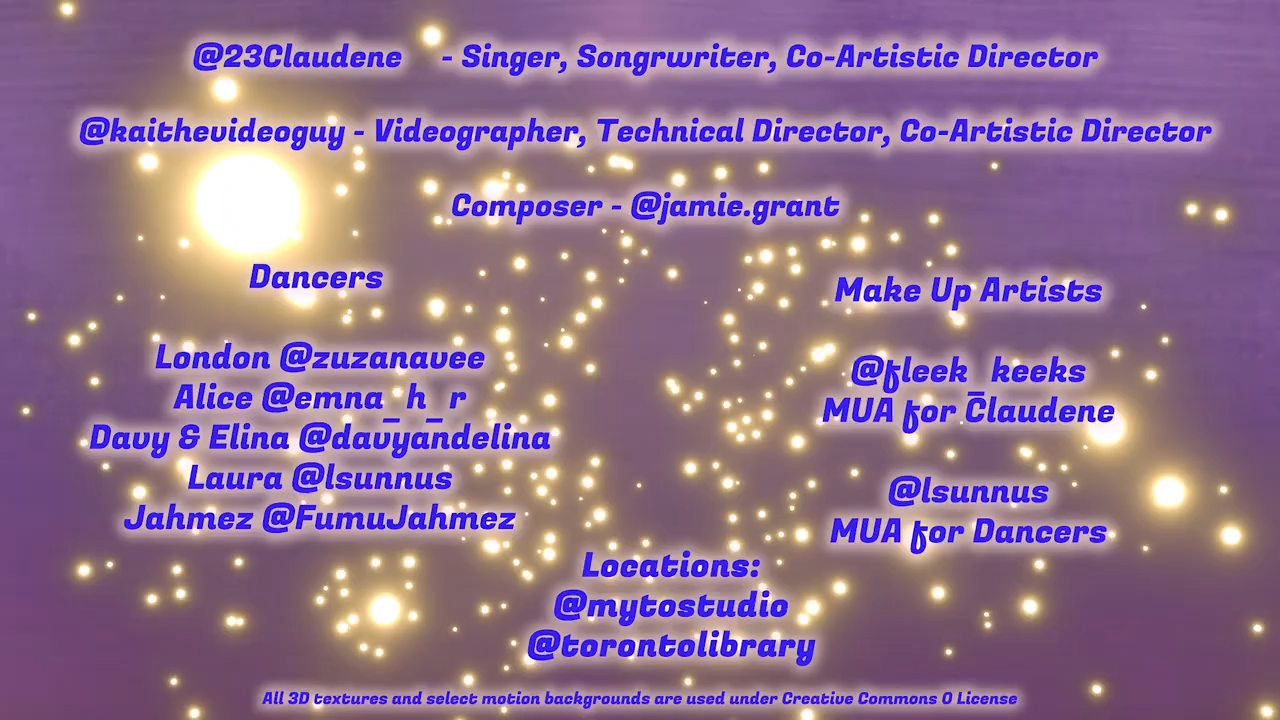 @23Claudene - Singer, Songrwriter, Co-Artistic Director
@kaithevideoguy - Videographer, Technical Director, Co-Artistic Director
Composer - @jamie.grant
Dancers
London @zuzanavee
Alice @emna_h_r
Davy & Elina @davyandelina
Laura @lsunnus
Jahmez @FumuJahmez
Make Up Artists
@fleek_keeks
MUA for Claudene
@lsunnus
MUA for Dancers
Locations:
@mytostudio
@torontolibrary
All 3D textures and select motion backgrounds are used under Creative Commons 0 License